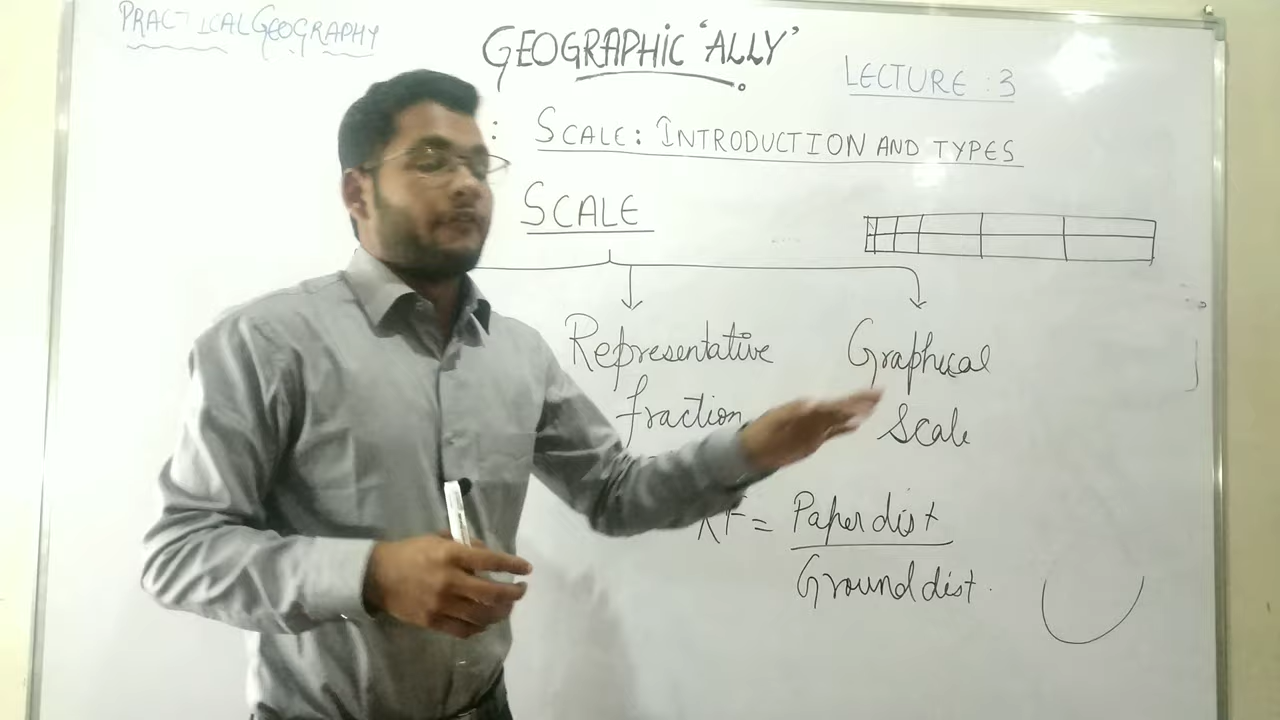 PRACTICAL GEOGRAPHY
GEOGRAPHIC 'ALLY'
LECTURE : 3
: SCALE: INTRODUCTION AND TYPES
SCALE
Representative
fraction
Graphical
Scale
RF = Paper dist
Ground dist.